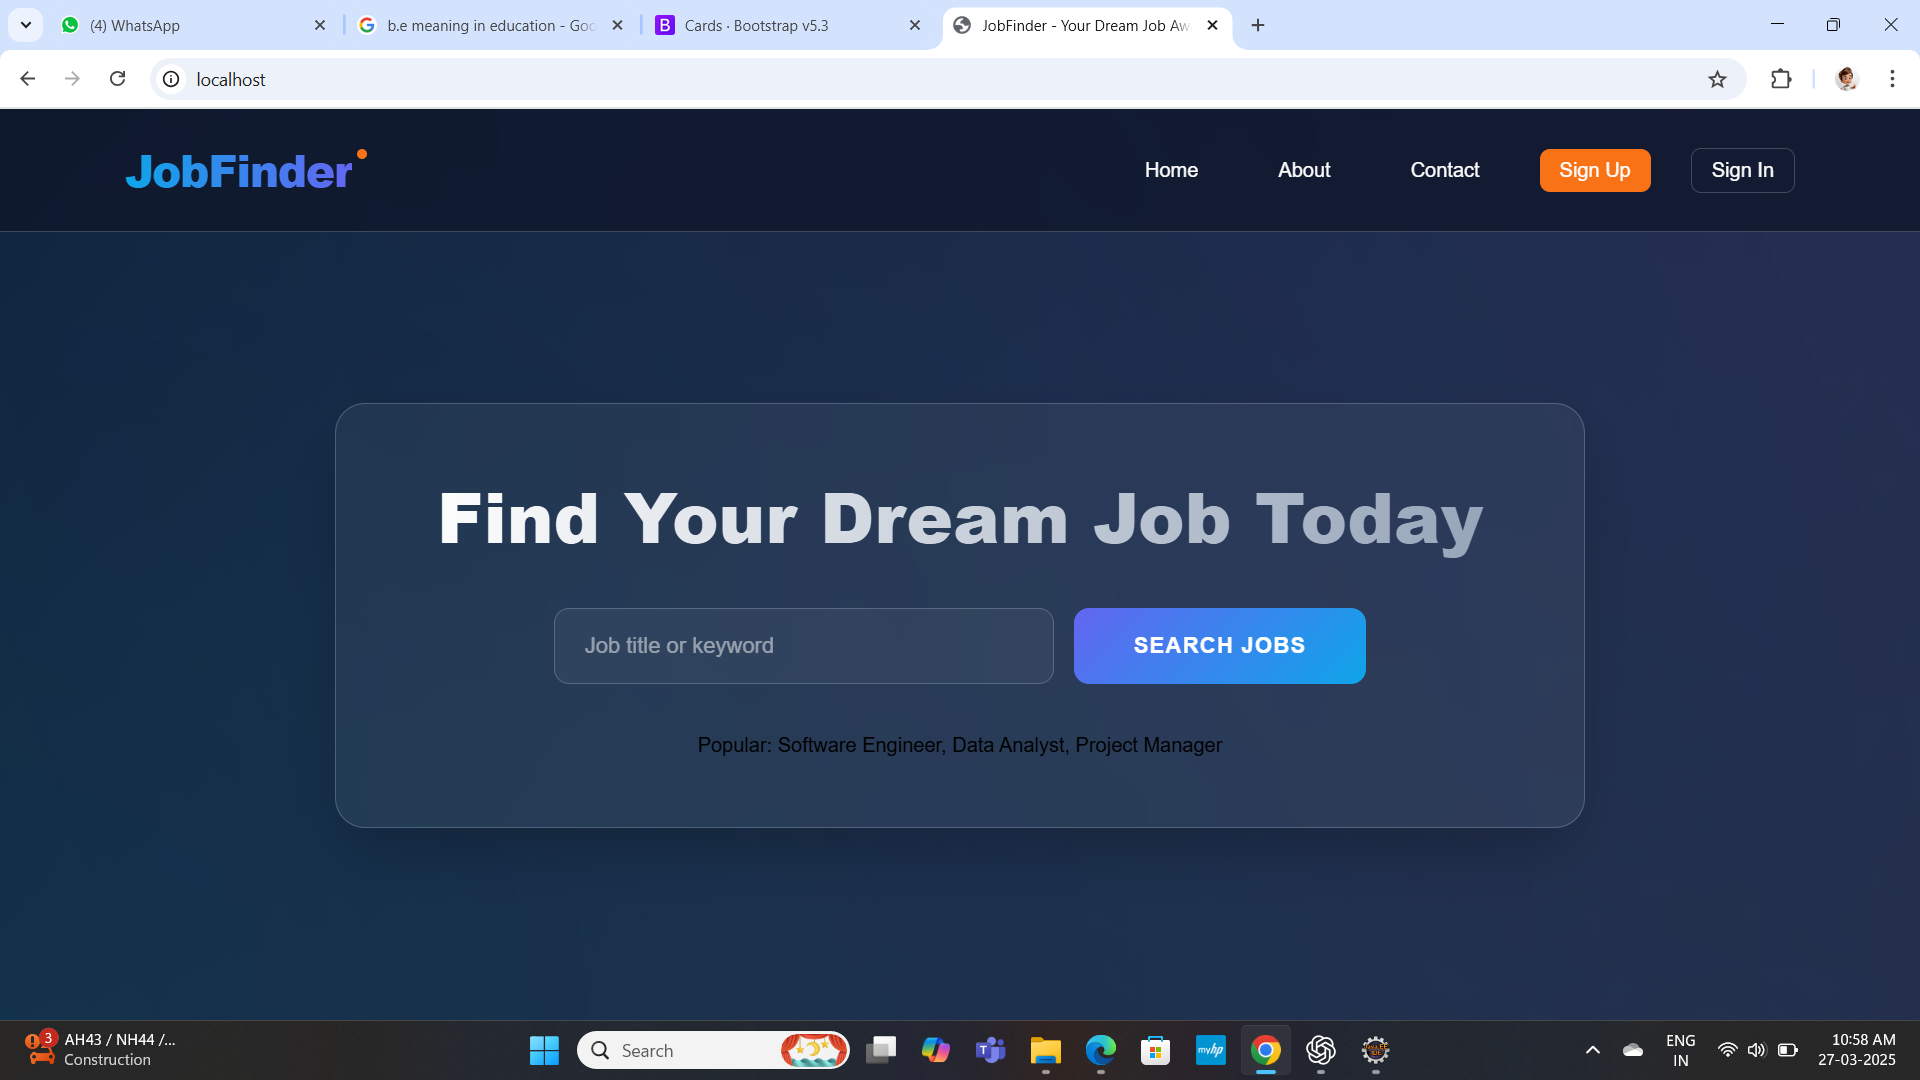 (4) WhatsApp
b.e meaning in education - Goo
Cards · Bootstrap v5.3
JobFinder - Your Dream Job Aw
localhost
JobFinder
Home
About
Contact
Sign Up
Sign In
Find Your Dream Job Today
Job title or keyword
SEARCH JOBS
Popular: Software Engineer, Data Analyst, Project Manager
3
AH43 / NH44 /...
Construction
Search
myhp
ENG
IN
10:58 AM
27-03-2025